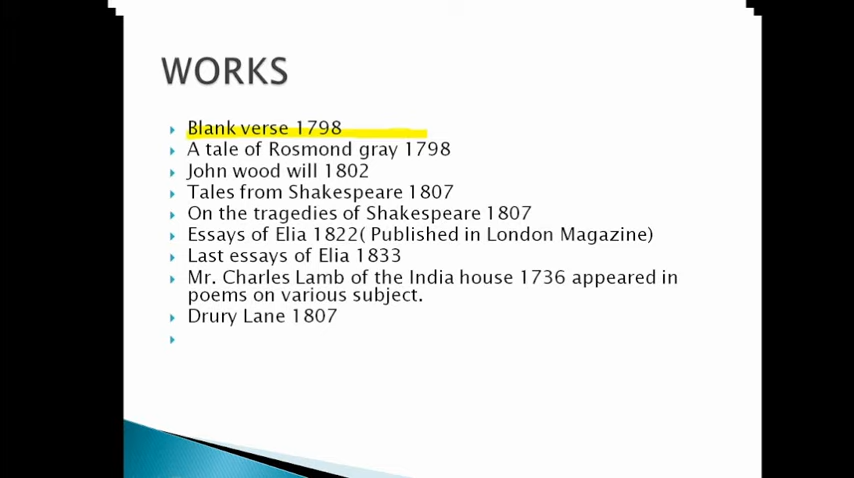 WORKS
Blank verse 1798
A tale of Rosmond gray 1798
John wood will 1802
Tales from Shakespeare 1807
On the tragedies of Shakespeare 1807
Essays of Elia 1822( Published in London Magazine)
Last essays of Elia 1833
Mr. Charles Lamb of the India house 1736 appeared in
poems on various subject.
Drury Lane 1807